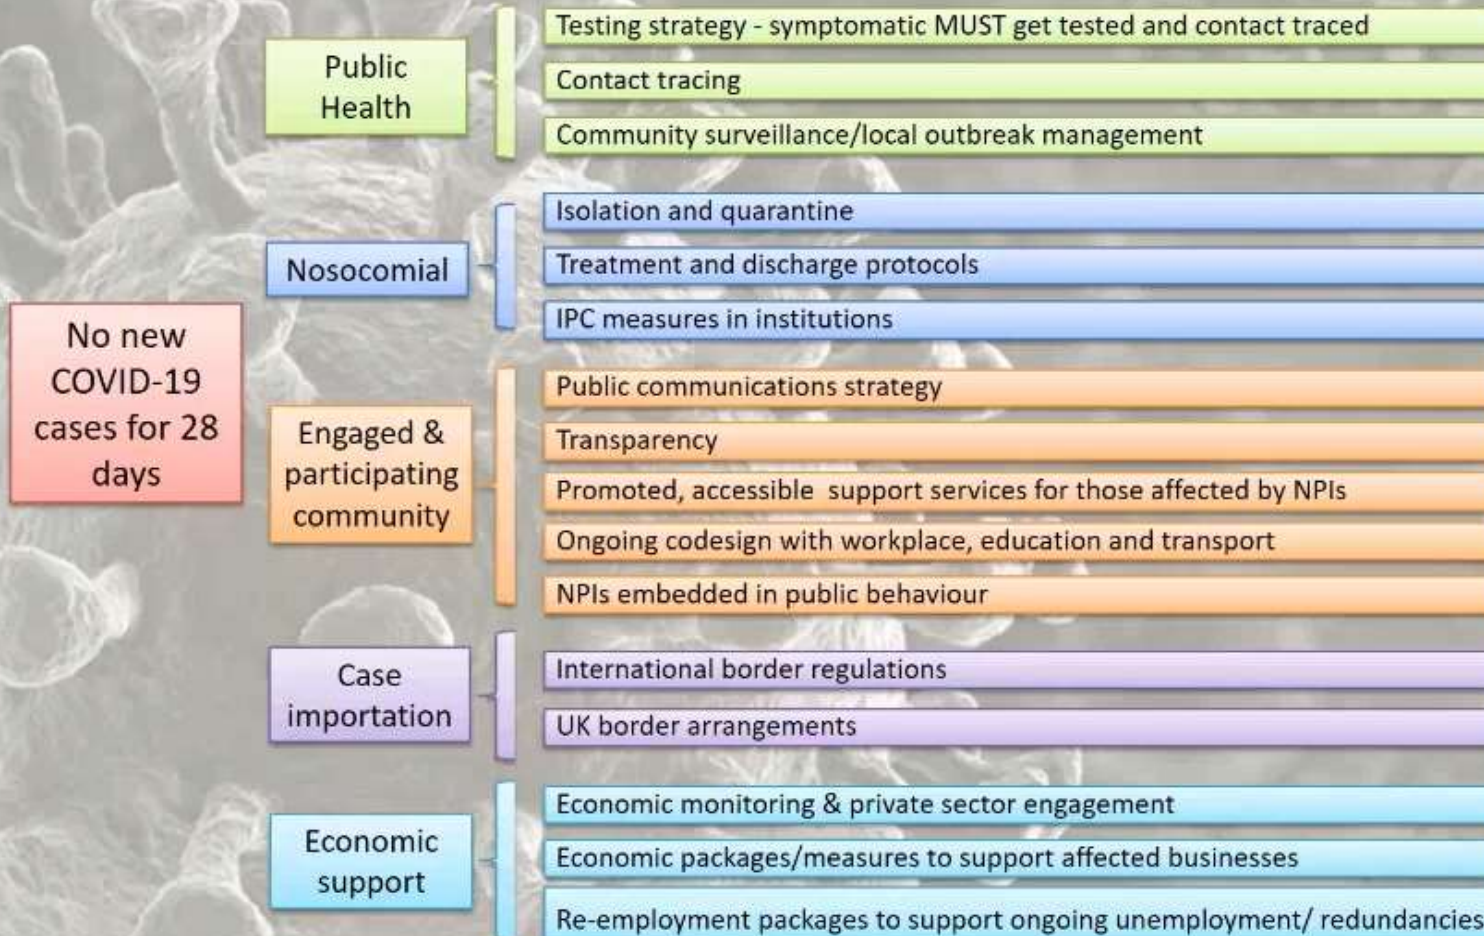 Public
Health
Testing strategy - symptomatic MUST get tested and contact traced
Contact tracing
Community surveillance/local outbreak management
Nosocomial
Isolation and quarantine
Treatment and discharge protocols
IPC measures in institutions
No new
COVID-19
cases for 28
days
Engaged &
participating
community
Public communications strategy
Transparency
Promoted, accessible support services for those affected by NPIs
Ongoing codesign with workplace, education and transport
NPIs embedded in public behaviour
Case
importation
International border regulations
UK border arrangements
Economic
support
Economic monitoring & private sector engagement
Economic packages/measures to support affected businesses
Re-employment packages to support ongoing unemployment/ redundancies